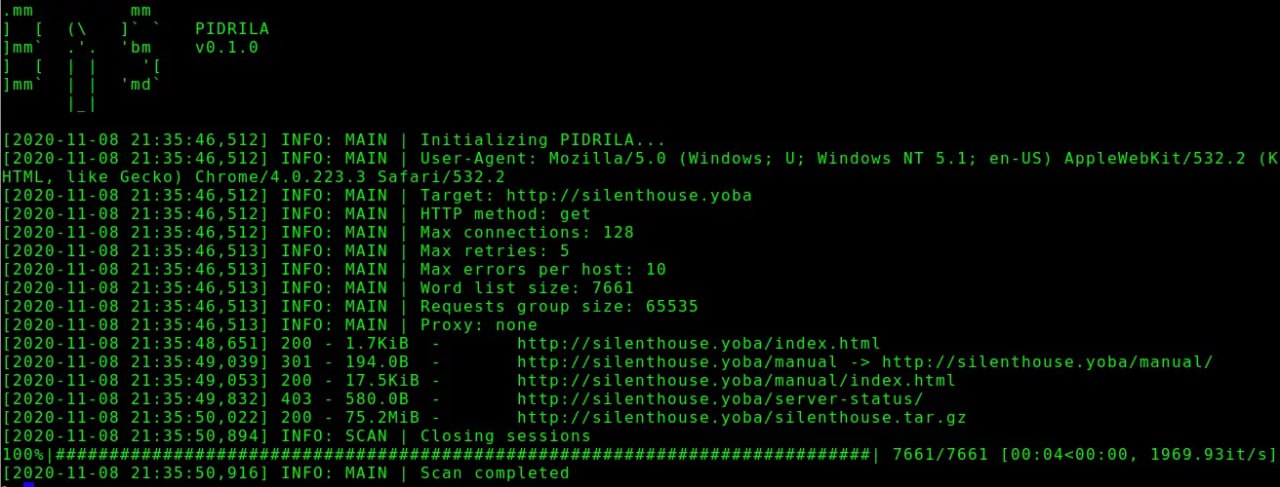 .mm            mm
]  [  (\   ]` `   PIDRILA
]mm`  .'.  'bm    v0.1.0
]  [  | |    '[
]mm`  | |  'md`
      |_|
[2020-11-08 21:35:46,512] INFO: MAIN | Initializing PIDRILA...
[2020-11-08 21:35:46,512] INFO: MAIN | User-Agent: Mozilla/5.0 (Windows; U; Windows NT 5.1; en-US) AppleWebKit/532.2 (K
HTML, like Gecko) Chrome/4.0.223.3 Safari/532.2
[2020-11-08 21:35:46,512] INFO: MAIN | Target: http://silenthouse.yoba
[2020-11-08 21:35:46,512] INFO: MAIN | HTTP method: get
[2020-11-08 21:35:46,512] INFO: MAIN | Max connections: 128
[2020-11-08 21:35:46,513] INFO: MAIN | Max retries: 5
[2020-11-08 21:35:46,513] INFO: MAIN | Max errors per host: 10
[2020-11-08 21:35:46,513] INFO: MAIN | Word list size: 7661
[2020-11-08 21:35:46,513] INFO: MAIN | Requests group size: 65535
[2020-11-08 21:35:46,513] INFO: MAIN | Proxy: none
[2020-11-08 21:35:48,651] 200 - 1.7KiB  -       http://silenthouse.yoba/index.html
[2020-11-08 21:35:49,039] 301 - 194.0B  -       http://silenthouse.yoba/manual -> http://silenthouse.yoba/manual/
[2020-11-08 21:35:49,053] 200 - 17.5KiB -       http://silenthouse.yoba/manual/index.html
[2020-11-08 21:35:49,832] 403 - 580.0B  -       http://silenthouse.yoba/server-status/
[2020-11-08 21:35:50,022] 200 - 75.2MiB -       http://silenthouse.yoba/silenthouse.tar.gz
[2020-11-08 21:35:50,894] INFO: SCAN | Closing sessions
100%|############################################################################| 7661/7661 [00:04<00:00, 1969.93it/s]
[2020-11-08 21:35:50,916] INFO: MAIN | Scan completed